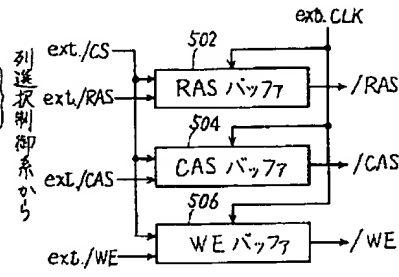 ext.CLK
ext./CS
502
ext./RAS
RAS バッファ
/RAS
504
ext./CAS
CAS バッファ
/CAS
506
ext./WE
WE バッファ
/WE
列選択制御系から